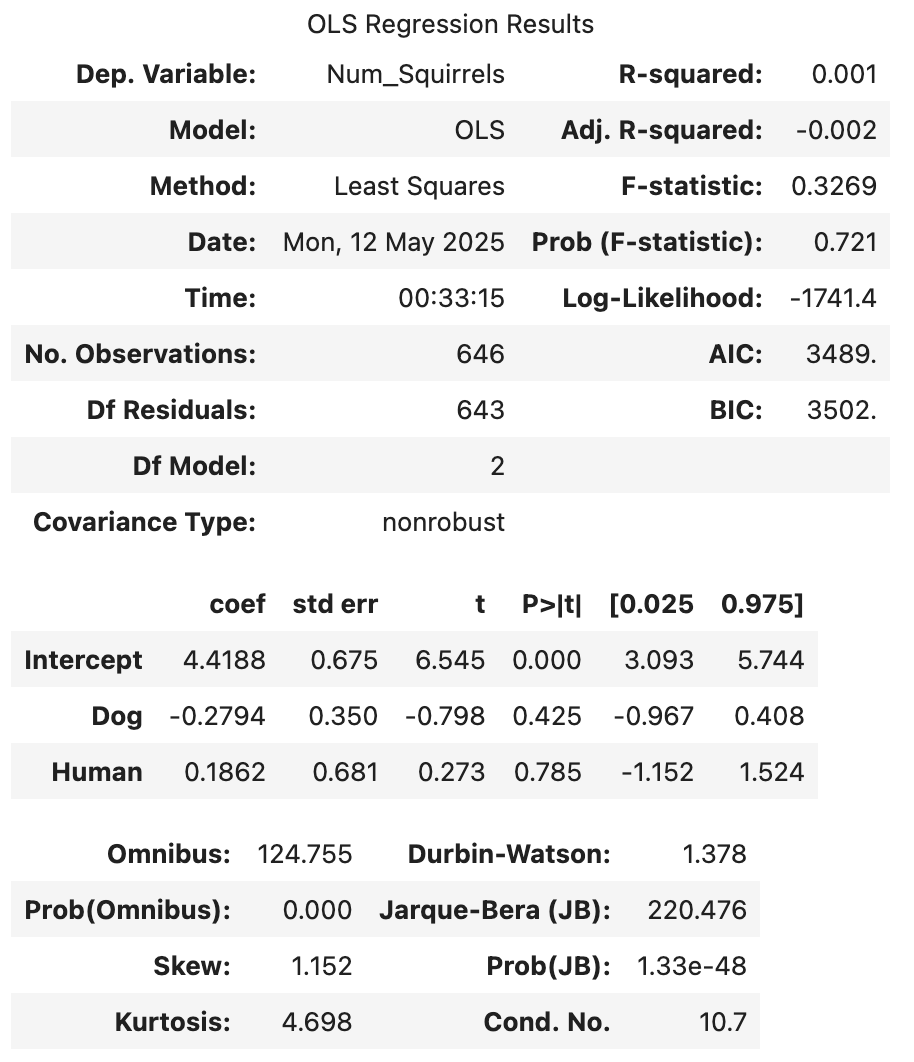 OLS Regression Results
Dep. Variable: Num_Squirrels R-squared: 0.001
Model: OLS Adj. R-squared: -0.002
Method: Least Squares F-statistic: 0.3269
Date: Mon, 12 May 2025 Prob (F-statistic): 0.721
Time: 00:33:15 Log-Likelihood: -1741.4
No. Observations: 646 AIC: 3489.
Df Residuals: 643 BIC: 3502.
Df Model: 2
Covariance Type: nonrobust
coef std err t P>|t| [0.025 0.975]
Intercept 4.4188 0.675 6.545 0.000 3.093 5.744
Dog -0.2794 0.350 -0.798 0.425 -0.967 0.408
Human 0.1862 0.681 0.273 0.785 -1.152 1.524
Omnibus: 124.755 Durbin-Watson: 1.378
Prob(Omnibus): 0.000 Jarque-Bera (JB): 220.476
Skew: 1.152 Prob(JB): 1.33e-48
Kurtosis: 4.698 Cond. No. 10.7